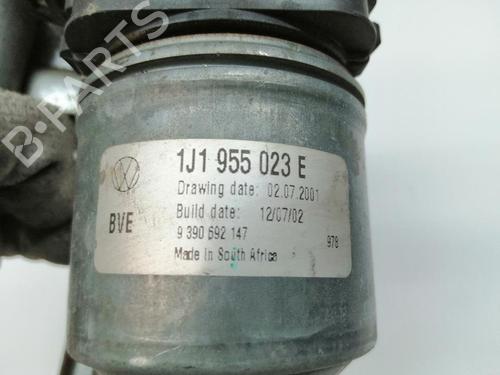 B-PARTS
1J1 955 023 E
Drawing date: 02.07.2001
BVE Build date: 12/07/02
9 390 692 147 978
Made in South Africa